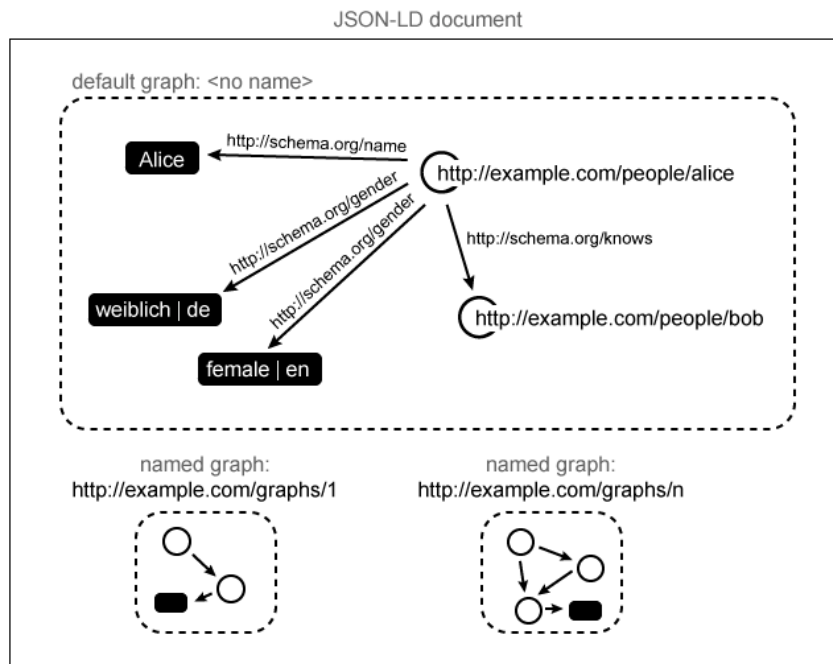 JSON-LD document
default graph: <no name>
Alice
http://schema.org/name
http://example.com/people/alice
http://schema.org/gender
http://schema.org/gender
http://schema.org/knows
weiblich | de
http://example.com/people/bob
female | en
named graph:
http://example.com/graphs/1
named graph:
http://example.com/graphs/n